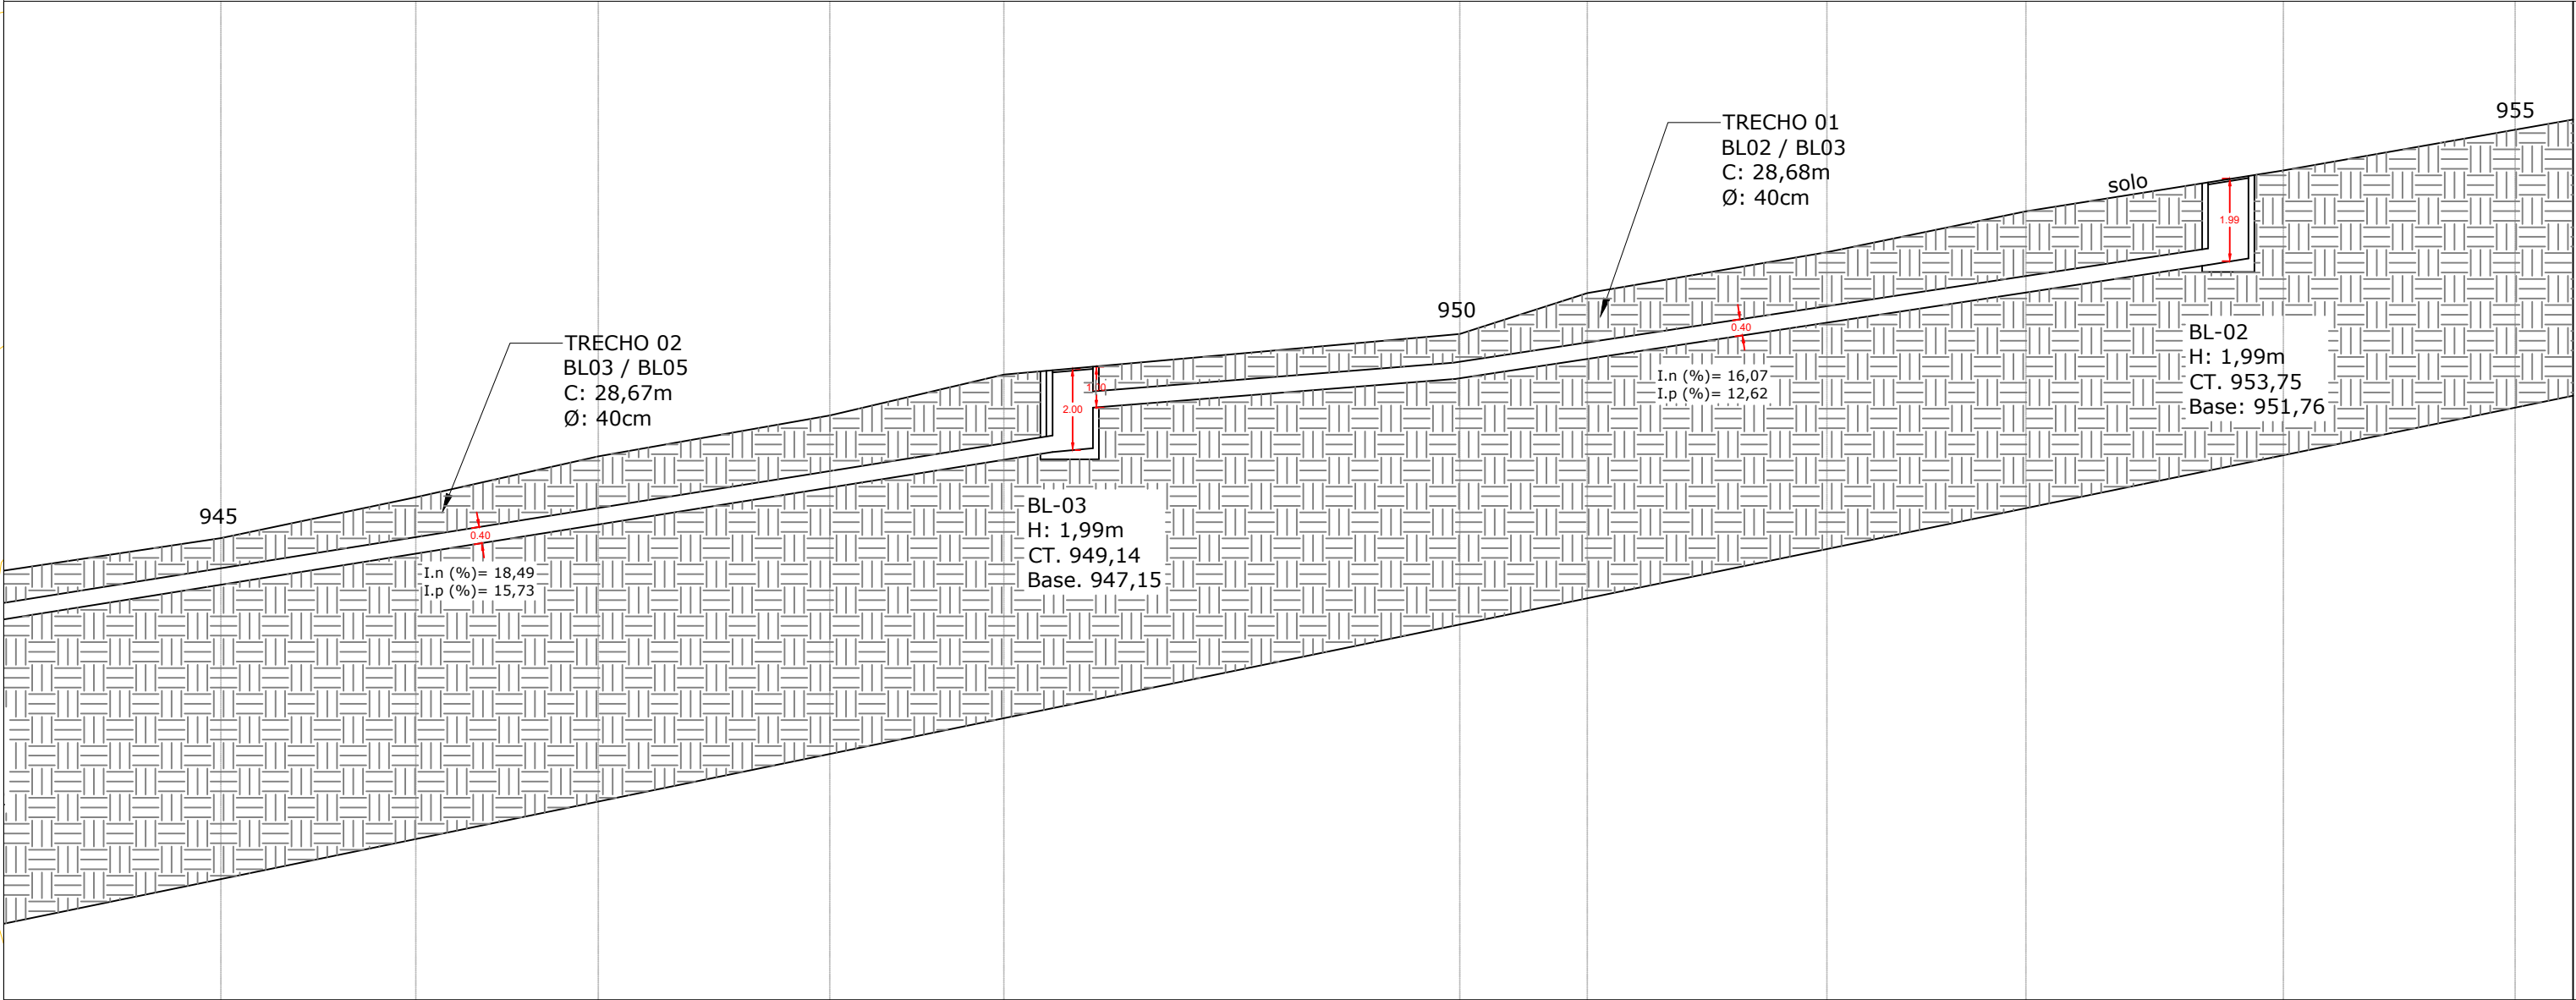 955
TRECHO 01
BL02 / BL03
C: 28,68m
Ø: 40cm
solo
1.99
950
0.40
BL-02
H: 1,99m
CT. 953,75
Base: 951,76
I.n (%)= 16,07
I.p (%)= 12,62
TRECHO 02
BL03 / BL05
C: 28,67m
Ø: 40cm
2.00
945
0.40
BL-03
H: 1,99m
CT. 949,14
Base. 947,15
I.n (%)= 18,49
I.p (%)= 15,73